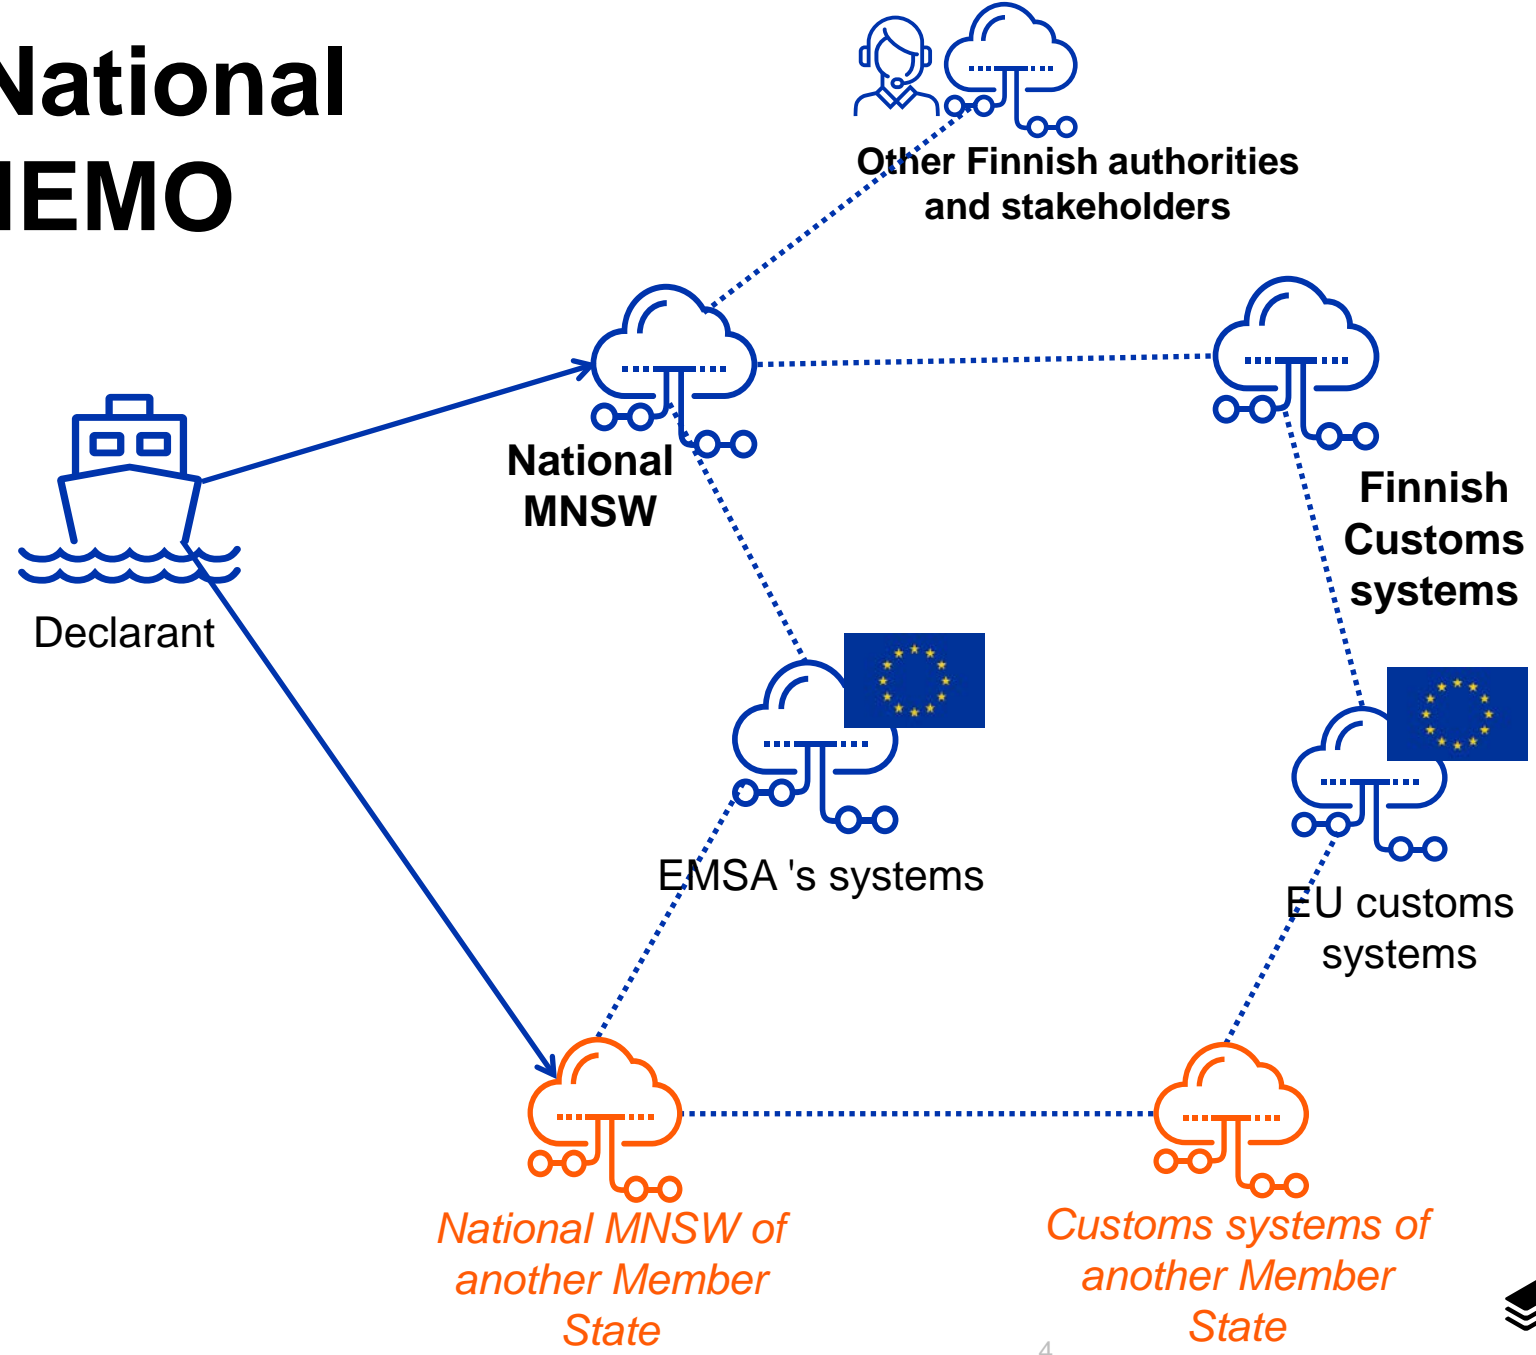 National
NEMO
Other Finnish authorities
and stakeholders
National
MNSW
Finnish
Customs
systems
Declarant
EMSA 's systems
EU customs
systems
National MNSW of
another Member
State
Customs systems of
another Member
State
4